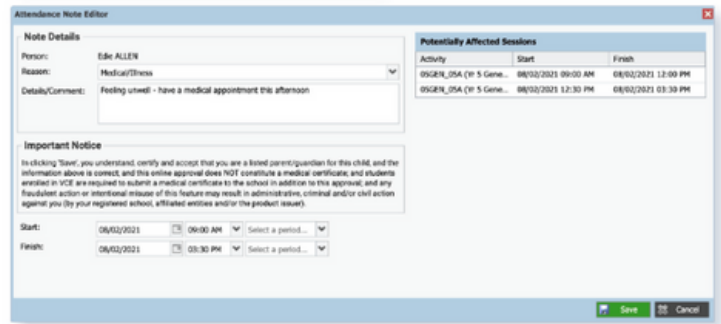 Attendance Note Editor
Note Details
Person: Edie ALLEN
Reason: Medical/Illness
Details/Comment: Feeling unwell - have a medical appointment this afternoon
Important Notice
In clicking 'Save', you understand, certify and accept that you are a listed parent/guardian for this child, and the
information above is correct, and this online approval does NOT constitute a medical certificate; and students
enrolled in VCE are required to submit a medical certificate to the school in addition to this approval; and any
fraudulent action or intentional misuse of this feature may result in administrative, criminal and/or civil action
against you (by your registered school, affiliated entities and/or the product issuer).
Start: 08/02/2021 09:00 AM Select a period...
Finish: 08/02/2021 03:30 PM Select a period...
Potentially Affected Sessions
Activity Start Finish
05GEN_05A (Yr 5 Gene... 08/02/2021 09:00 AM 08/02/2021 12:00 PM
05GEN_05A (Yr 5 Gene... 08/02/2021 12:30 PM 08/02/2021 03:30 PM
Save Cancel